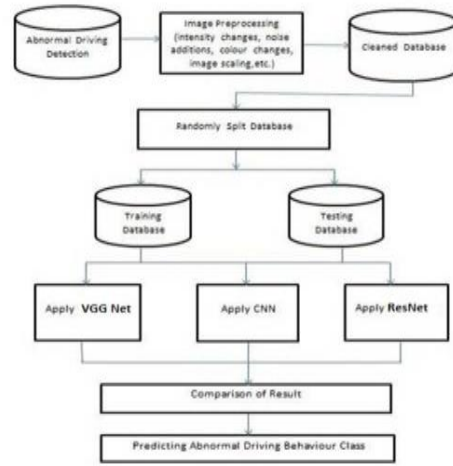 Abnormal Driving
Detection
Image Preprocessing
(intensity changes, noise
additions, colour changes,
image scaling,etc.)
Cleaned Database
Randomly Split Database
Training
Database
Testing
Database
Apply VGG Net
Apply CNN
Apply ResNet
Comparison of Result
Predicting Abnormal Driving Behaviour Class